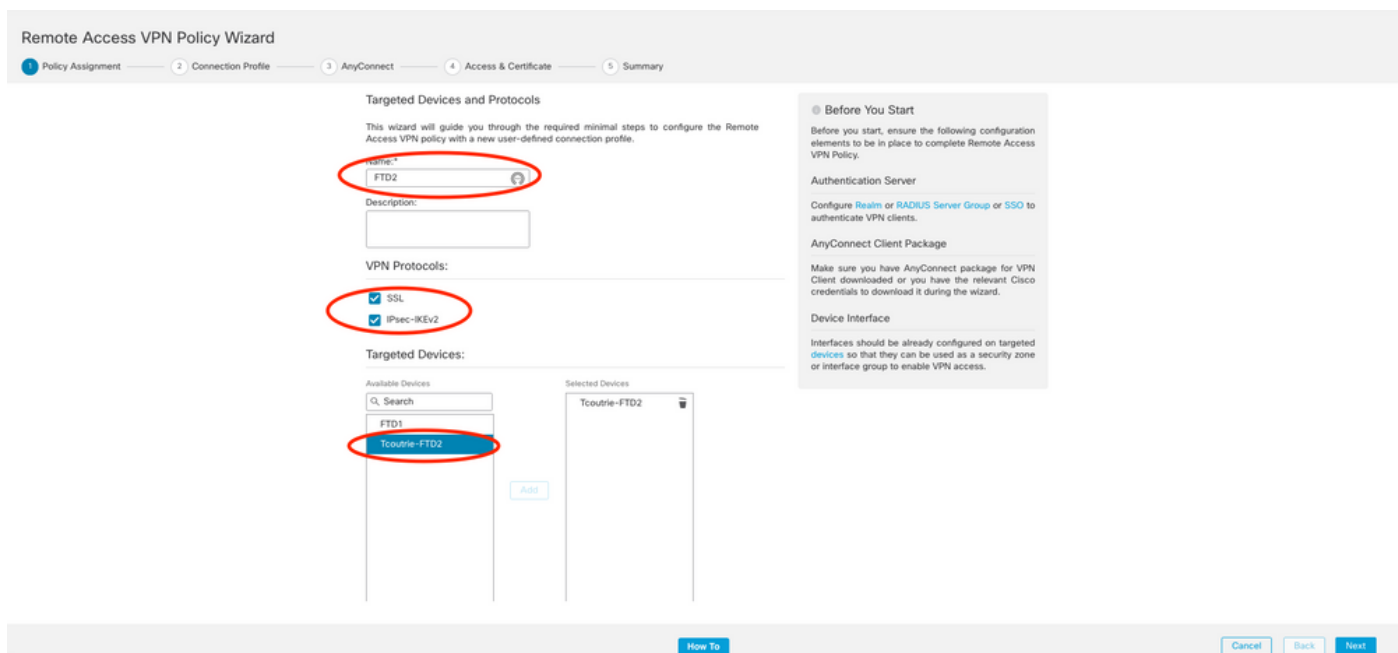 Remote Access VPN Policy Wizard
1 Policy Assignment 2 Connection Profile 3 AnyConnect 4 Access & Certificate 5 Summary
Targeted Devices and Protocols
This wizard will guide you through the required minimal steps to configure the Remote
Access VPN policy with a new user-defined connection profile.
Name:*
FTD2
Description:
VPN Protocols:
SSL
IPsec-IKEv2
Targeted Devices:
Available Devices
Search
FTD1
Tcoutrie-FTD2
Add
Selected Devices
Tcoutrie-FTD2
Before You Start
Before you start, ensure the following configuration
elements to be in place to complete Remote Access
VPN Policy.
Authentication Server
Configure Realm or RADIUS Server Group or SSO to
authenticate VPN clients.
AnyConnect Client Package
Make sure you have AnyConnect package for VPN
Client downloaded or you have the relevant Cisco
credentials to download it during the wizard.
Device Interface
Interfaces should be already configured on targeted
devices so that they can be used as a security zone
or interface group to enable VPN access.
How To
Cancel Back Next